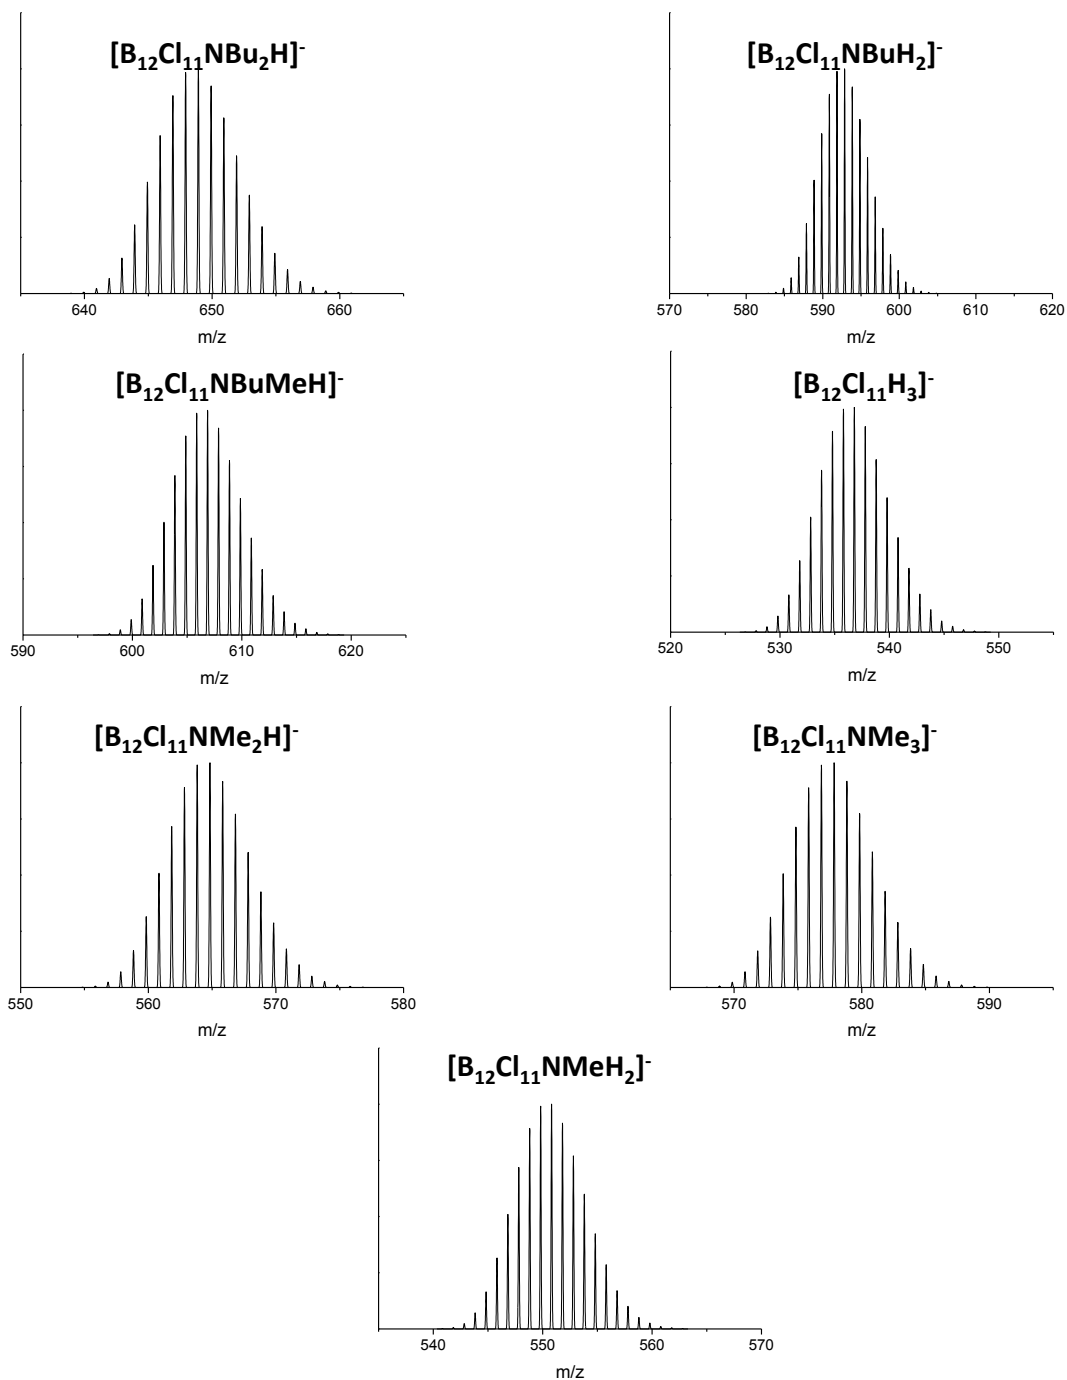 [B₁₂Cl₁₁NBu₂H]⁻
640 650 660
m/z
[B₁₂Cl₁₁NBuH₂]⁻
570 580 590 600 610 620
m/z
[B₁₂Cl₁₁NBuMeH]⁻
590 600 610 620
m/z
[B₁₂Cl₁₁H₃]⁻
520 530 540 550
m/z
[B₁₂Cl₁₁NMe₂H]⁻
550 560 570 580
m/z
[B₁₂Cl₁₁NMe₃]⁻
570 580 590
m/z
[B₁₂Cl₁₁NMeH₂]⁻
540 550 560 570
m/z